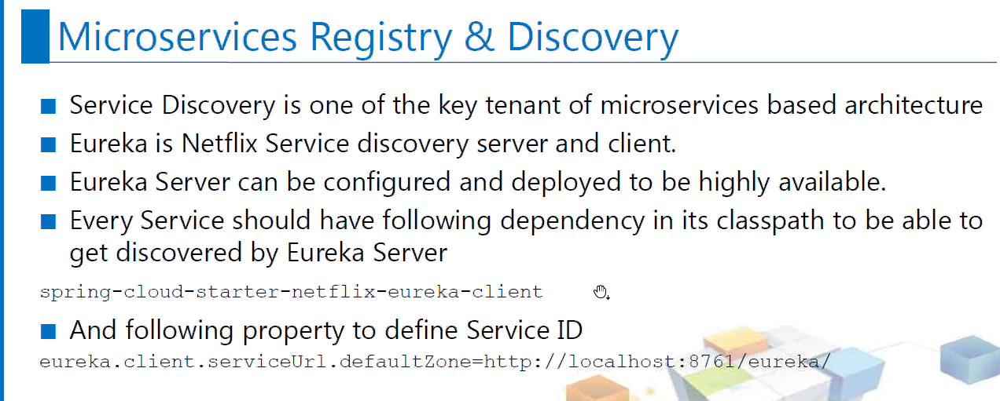 Microservices Registry & Discovery
Service Discovery is one of the key tenant of microservices based architecture
Eureka is Netflix Service discovery server and client.
Eureka Server can be configured and deployed to be highly available.
Every Service should have following dependency in its classpath to be able to
get discovered by Eureka Server
spring-cloud-starter-netflix-eureka-client
And following property to define Service ID
eureka.client.serviceUrl.defaultZone=http://localhost:8761/eureka/